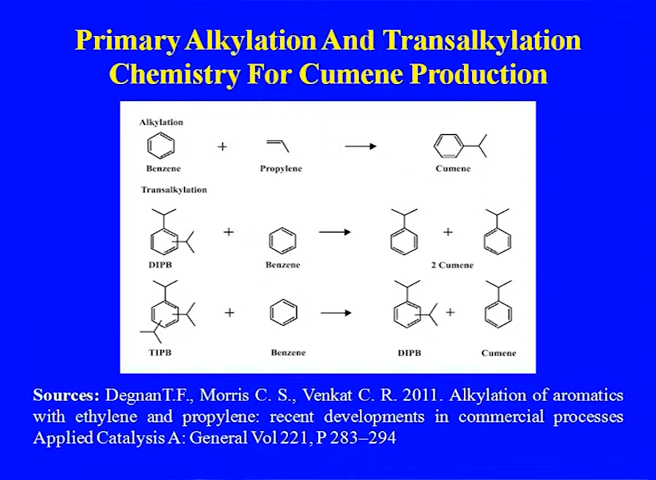 Primary Alkylation And Transalkylation
Chemistry For Cumene Production
Alkylation
+
Benzene Propylene Cumene
Transalkylation
+ +
DIPB Benzene 2 Cumene
+ +
TIPB Benzene DIPB Cumene
Sources: DegnanT.F., Morris C. S., Venkat C. R. 2011. Alkylation of aromatics
with ethylene and propylene: recent developments in commercial processes
Applied Catalysis A: General Vol 221, P 283–294